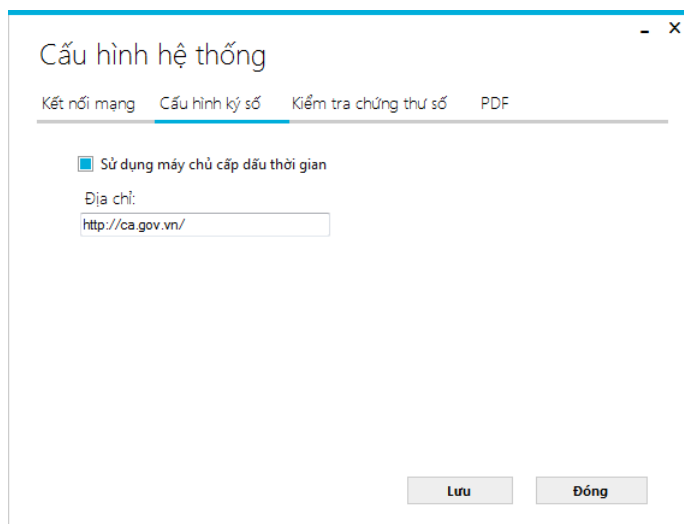 Cấu hình hệ thống
Kết nối mạng Cấu hình ký số Kiểm tra chứng thư số PDF
Sử dụng máy chủ cấp dấu thời gian
Địa chỉ:
http://ca.gov.vn/
Lưu Đóng